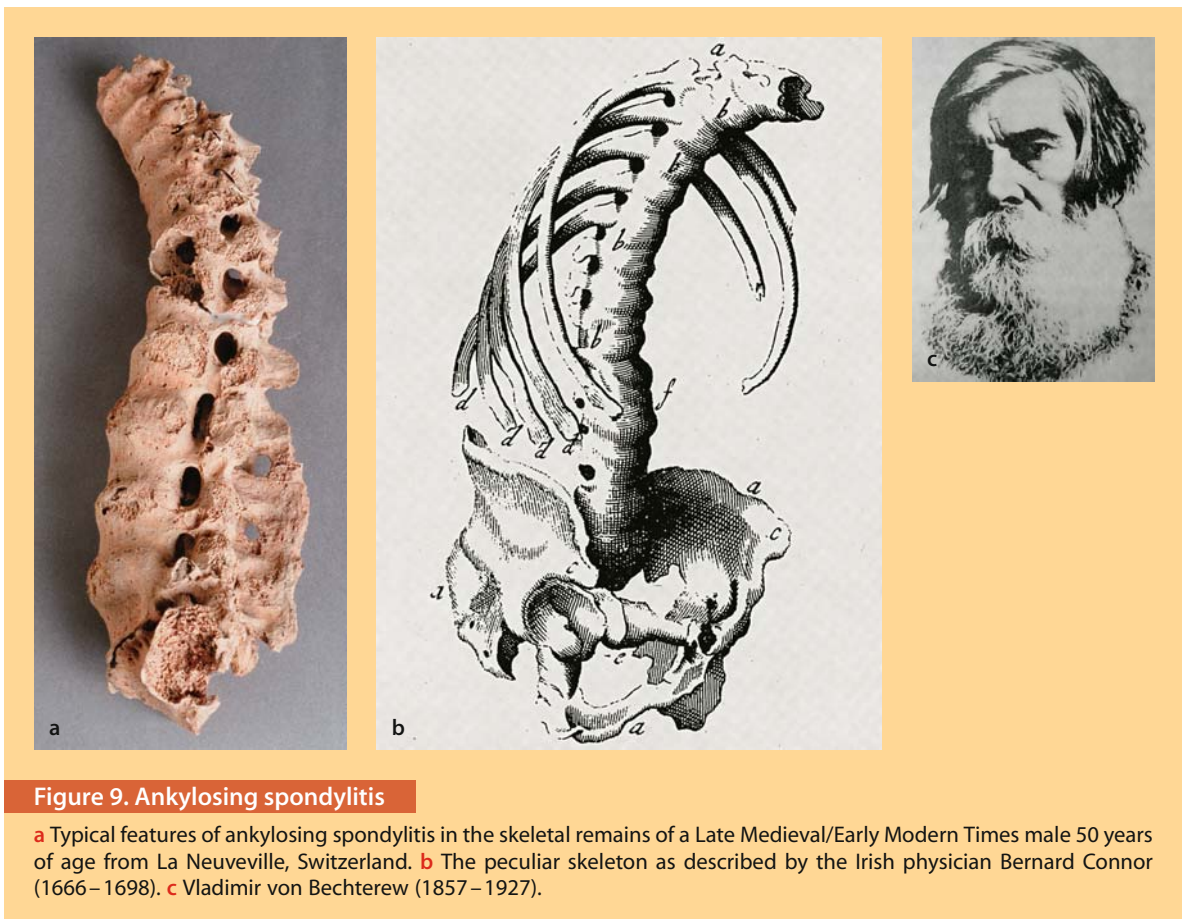 a
b
b
b
b
b
f
d
d
d
d
a
c
a
c
c
a
a
b
c
Figure 9. Ankylosing spondylitis
a Typical features of ankylosing spondylitis in the skeletal remains of a Late Medieval/Early Modern Times male 50 years
of age from La Neuveville, Switzerland. b The peculiar skeleton as described by the Irish physician Bernard Connor
(1666–1698). c Vladimir von Bechterew (1857–1927).